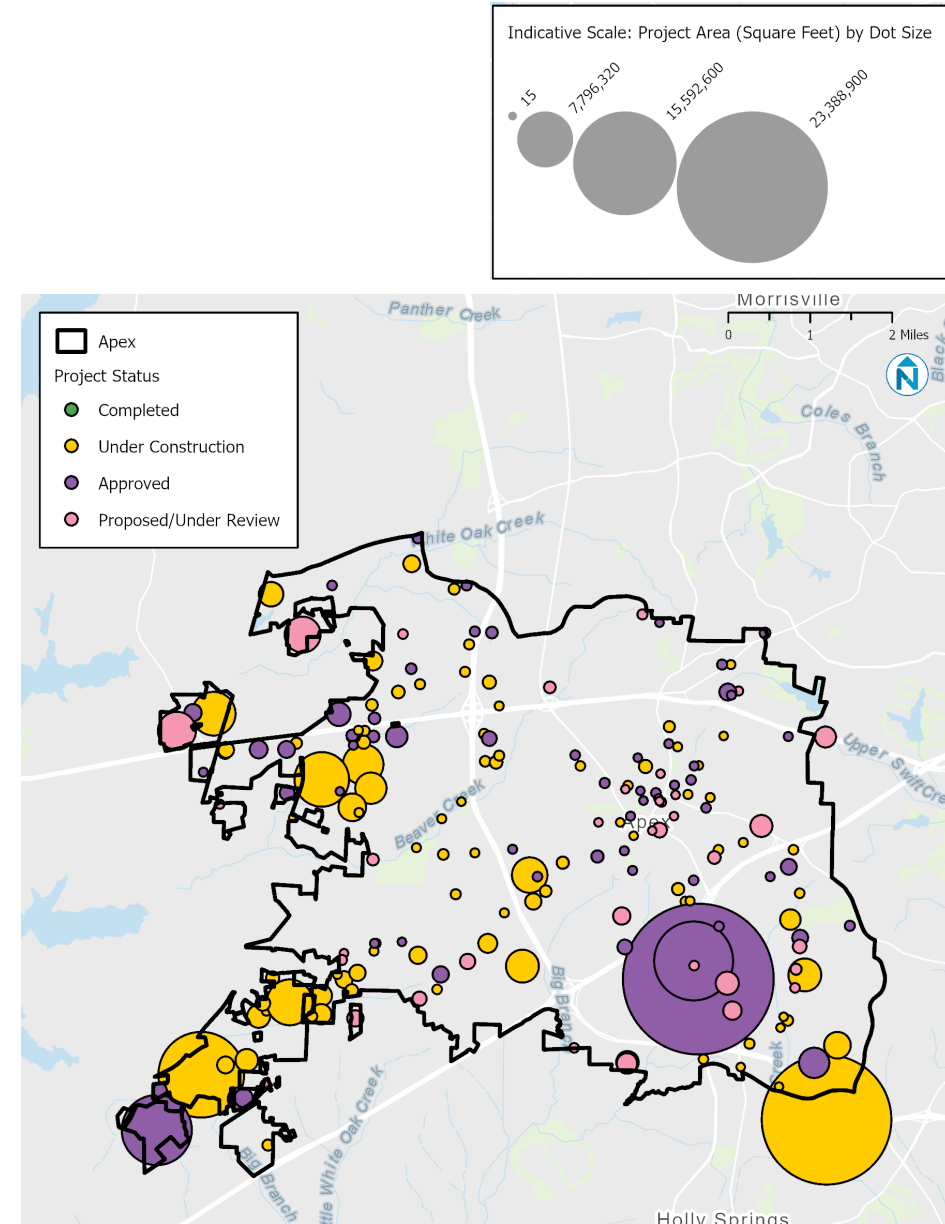 Indicative Scale: Project Area (Square Feet) by Dot Size
15
7,796,320
15,592,600
23,388,900
Morrisville
0 1 2 Miles
N
Apex
Project Status
Completed
Under Construction
Approved
Proposed/Under Review
Panther Creek
Black
Coles Branch
White Oak Creek
Upper Swift Cre
Beaver Creek
Apex
Big Branch
Creek
ttle White Oak Creek
Big Branch
Holly Springs